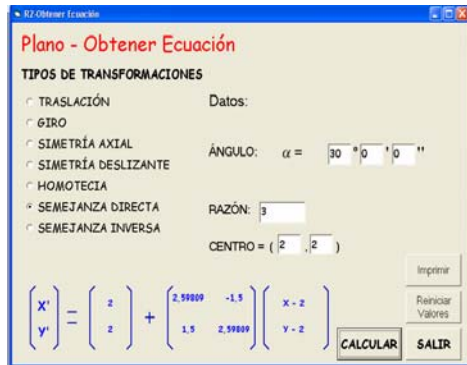 R2-Obtener Ecuación
Plano - Obtener Ecuación
TIPOS DE TRANSFORMACIONES
TRASLACIÓN
GIRO
SIMETRÍA AXIAL
SIMETRÍA DESLIZANTE
HOMOTECIA
SEMEJANZA DIRECTA
SEMEJANZA INVERSA
Datos:
ÁNGULO: α = 30 º 0 ' 0 ''
RAZÓN: 3
CENTRO = ( 2 , 2 )
X' 2 2,59809 -1,5 X - 2
= +
Y' 2 1,5 2,59809 Y - 2
Imprimir
Reiniciar
Valores
CALCULAR SALIR